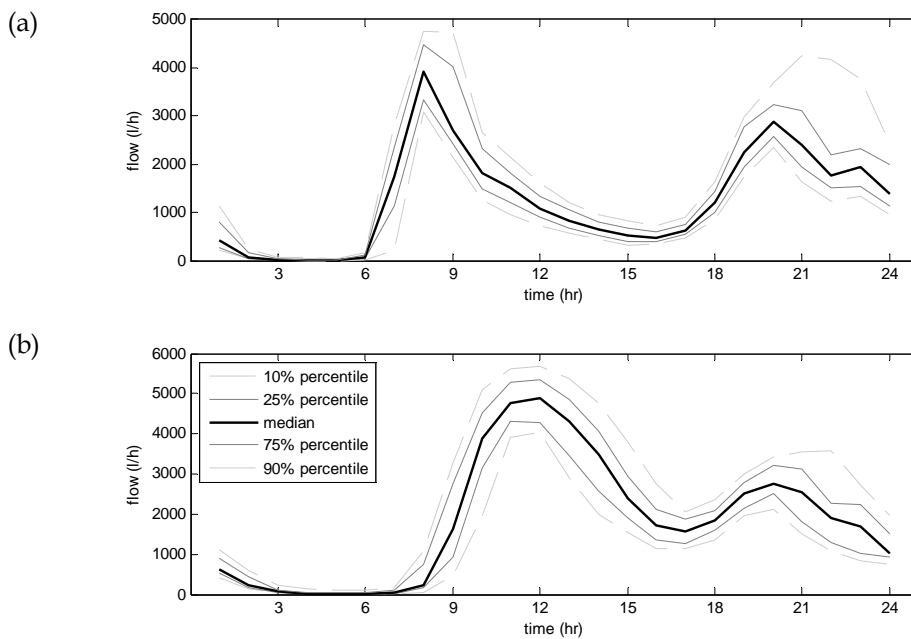 (a)
5000
4000
3000
2000
1000
0
flow (l/h)
3 6 9 12 15 18 21 24
time (hr)
(b)
6000
5000
4000
3000
2000
1000
0
flow (l/h)
10% percentile
25% percentile
median
75% percentile
90% percentile
3 6 9 12 15 18 21 24
time (hr)